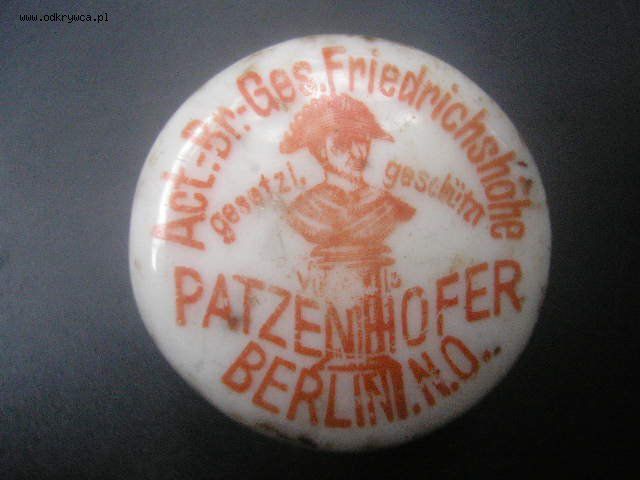 www.odkrywca.pl
Act.-Br.-Ges. Friedrichshöhe
gesetzl. geschützt
PATZENHOFER
BERLIN.N.O..